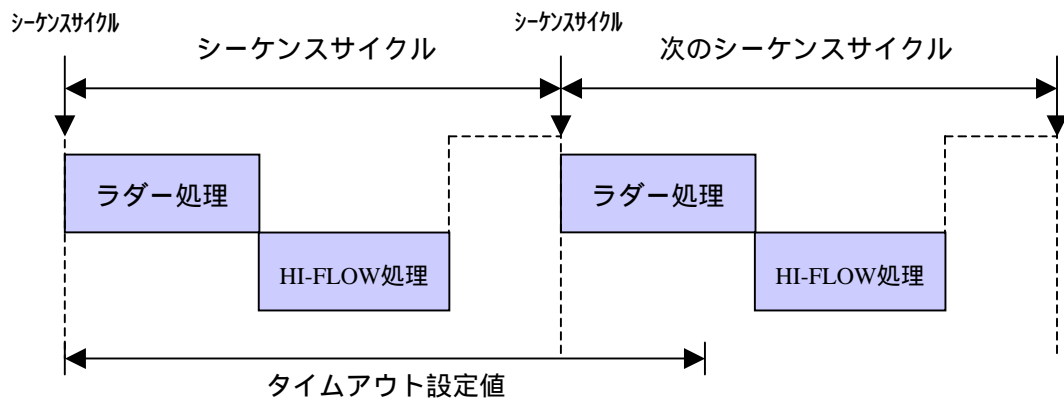 ｼｰｹﾝｽｻｲｸﾙ
ｼｰｹﾝｽｻｲｸﾙ
シーケンスサイクル
次のシーケンスサイクル
ラダー処理
ラダー処理
HI-FLOW処理
HI-FLOW処理
タイムアウト設定値